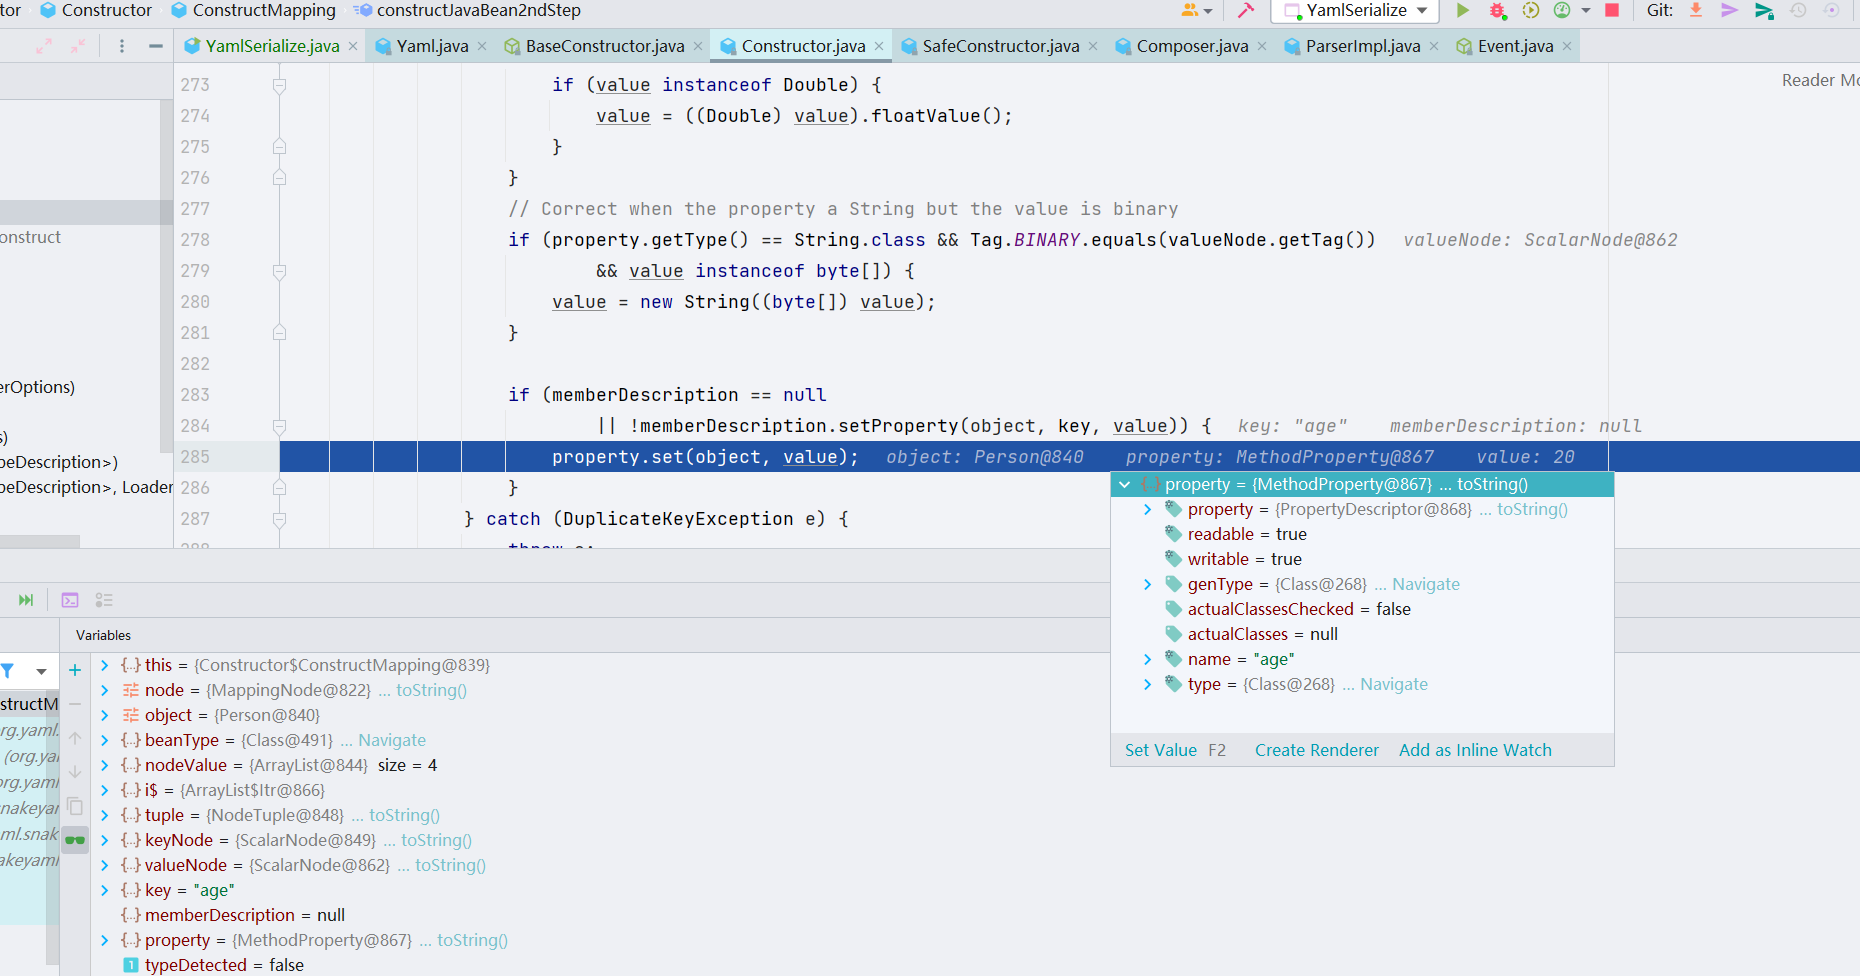 tor Constructor ConstructMapping constructJavaBean2ndStep YamlSerialize Git:
YamlSerialize.java Yaml.java BaseConstructor.java Constructor.java SafeConstructor.java Composer.java ParserImpl.java Event.java
Reader Mo
273 if (value instanceof Double) {
274 value = ((Double) value).floatValue();
275 }
276 }
277 // Correct when the property a String but the value is binary
278 if (property.getType() == String.class && Tag.BINARY.equals(valueNode.getTag()) valueNode: ScalarNode@862
279 && value instanceof byte[]) {
280 value = new String((byte[]) value);
281 }
282
283 if (memberDescription == null
284 || !memberDescription.setProperty(object, key, value)) { key: "age" memberDescription: null
285 property.set(object, value); object: Person@840 property: MethodProperty@867 value: 20
286 }
287 } catch (DuplicateKeyException e) {
onstruct
erOptions)
s)
peDescription>)
peDescription>, Loader
property = {MethodProperty@867} ... toString()
property = {PropertyDescriptor@868} ... toString()
readable = true
writable = true
genType = {Class@268} ... Navigate
actualClassesChecked = false
actualClasses = null
name = "age"
type = {Class@268} ... Navigate
Set Value F2 Create Renderer Add as Inline Watch
Variables
this = {Constructor$ConstructMapping@839}
node = {MappingNode@822} ... toString()
object = {Person@840}
beanType = {Class@491} ... Navigate
nodeValue = {ArrayList@844} size = 4
i$ = {ArrayList$Itr@866}
tuple = {NodeTuple@848} ... toString()
keyNode = {ScalarNode@849} ... toString()
valueNode = {ScalarNode@862} ... toString()
key = "age"
memberDescription = null
property = {MethodProperty@867} ... toString()
typeDetected = false
structM
rg.yaml.
(org.ya
org.yaml
nakeyar
ml.snak
akeyaml